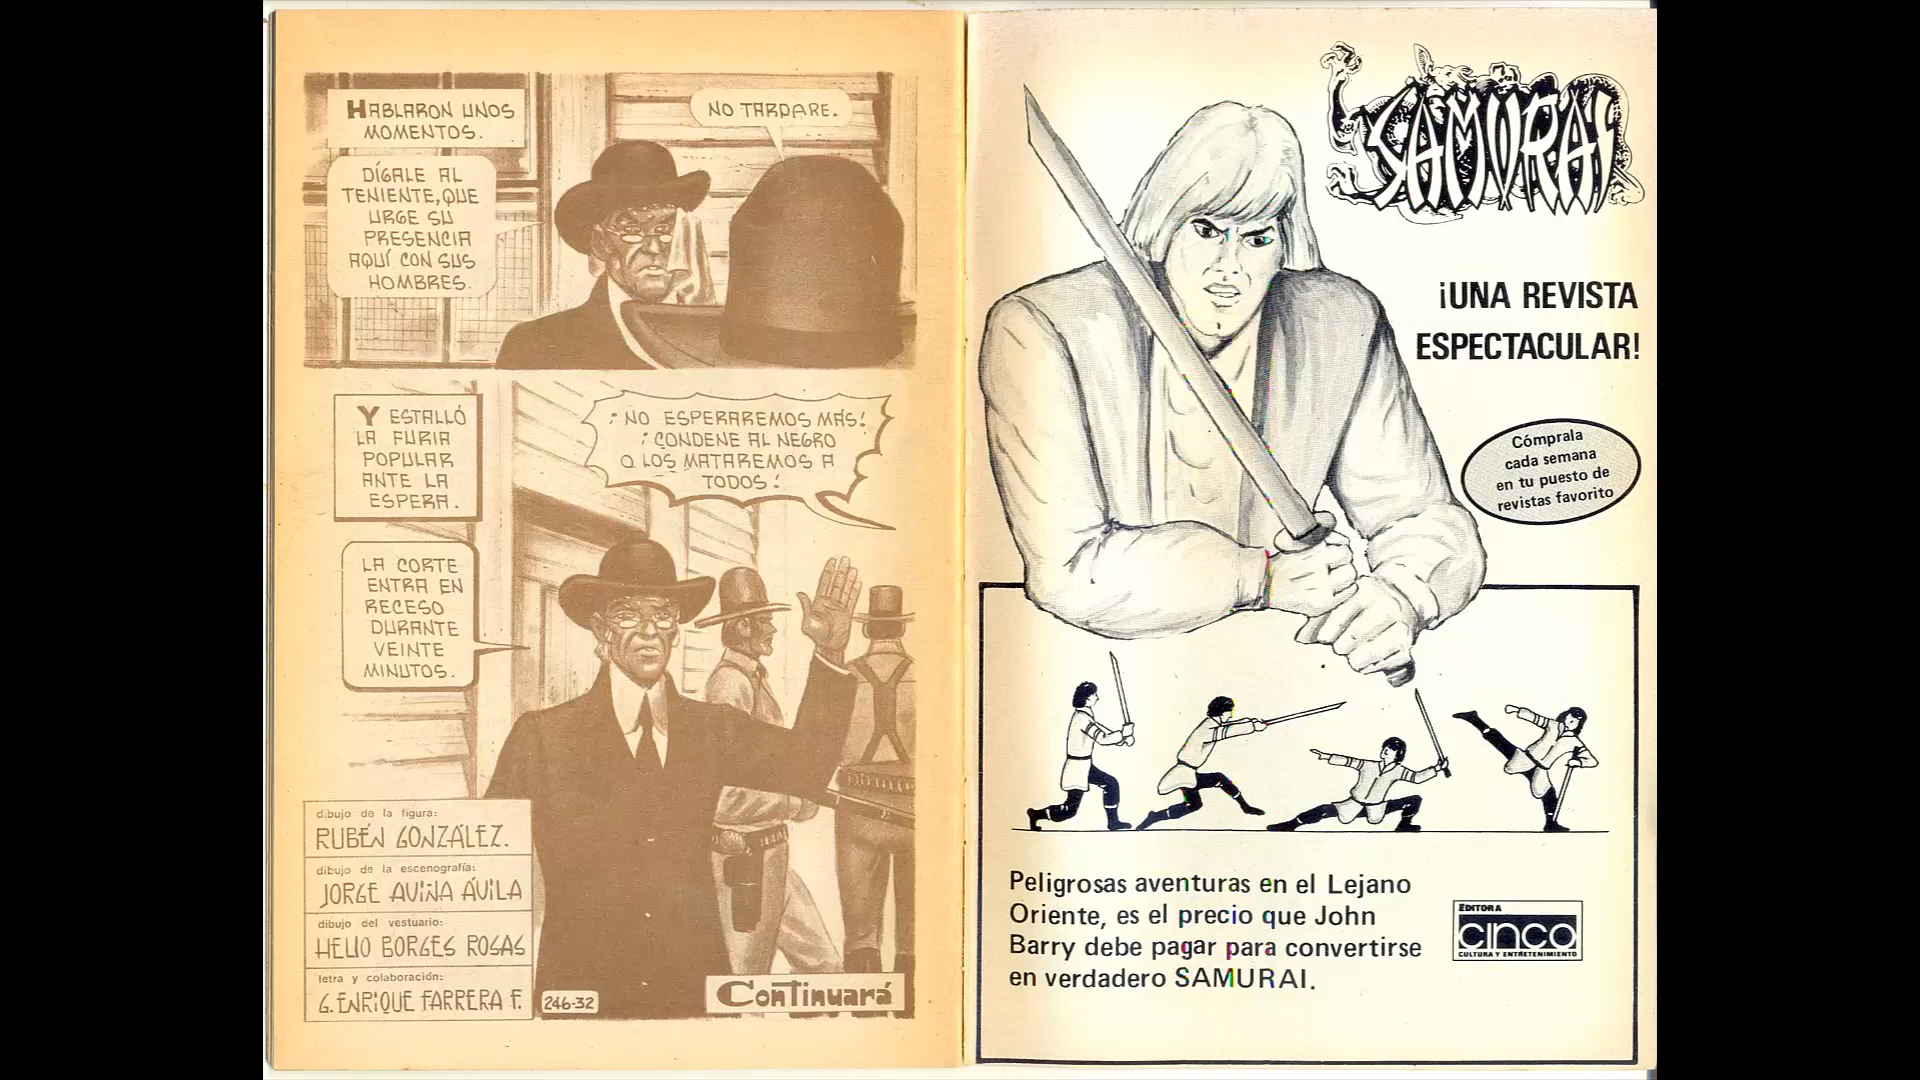 HABLARON UNOS
MOMENTOS.
NO TARDARE.
DÍGALE AL
TENIENTE, QUE
URGE SU
PRESENCIA
AQUÍ CON SUS
HOMBRES.
Y ESTALLÓ
LA FURIA
POPULAR
ANTE LA
ESPERA.
¡NO ESPERAREMOS MÁS!
¡CONDENE AL NEGRO
O LOS MATAREMOS A
TODOS!
LA CORTE
ENTRA EN
RECESO
DURANTE
VEINTE
MINUTOS.
dibujo de la figura:
RUBÉN GONZÁLEZ.
dibujo de la escenografía:
JORGE AVIÑA ÁVILA
dibujo del vestuario:
HELIO BORGES ROSAS
letra y colaboración:
G. ENRIQUE FARRERA F.
246-32
Continuará
SAMURAI
¡UNA REVISTA
ESPECTACULAR!
Cómprala
cada semana
en tu puesto de
revistas favorito
Peligrosas aventuras en el Lejano
Oriente, es el precio que John
Barry debe pagar para convertirse
en verdadero SAMURAI.
EDITORA
cinco
CULTURA Y ENTRETENIMIENTO